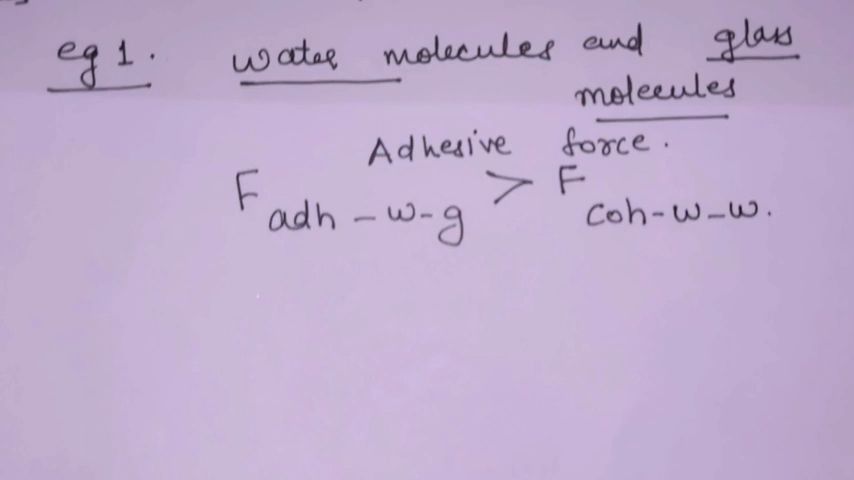 eg 1. water molecules and glass
molecules
Adhesive force.
F adh-w-g > F coh-w-w.